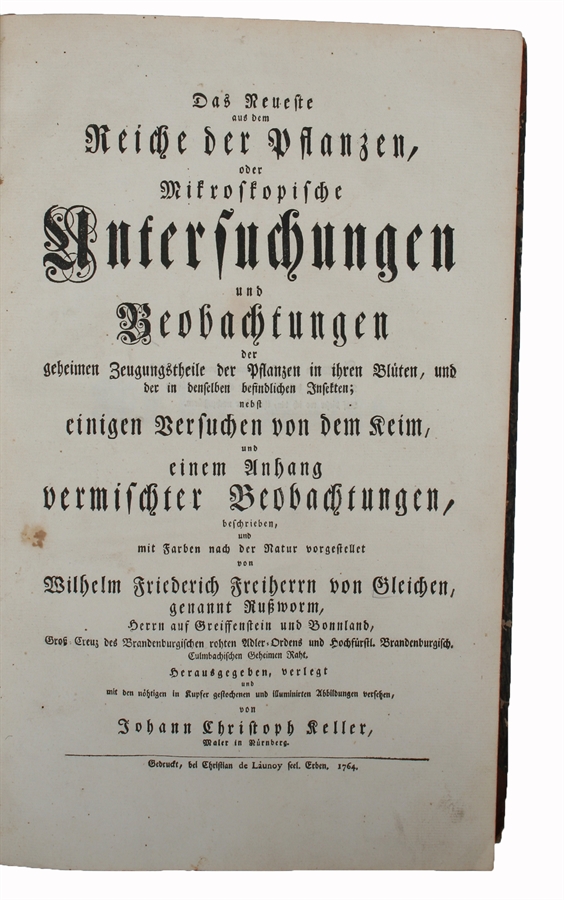 Das Neueste
aus dem
Reiche der Pflanzen,
oder
Mikroskopische
Untersuchungen
und
Beobachtungen
der
geheimen Zeugungstheile der Pflanzen in ihren Blüten, und
der in denselben befindlichen Insekten;
nebst
einigen Versuchen von dem Keim,
und
einem Anhang
vermischter Beobachtungen,
beschrieben,
und
mit Farben nach der Natur vorgestellet
von
Wilhelm Friederich Freiherrn von Gleichen,
genannt Rußworm,
Herrn auf Greiffenstein und Bonnland,
Groß-Creuz des Brandenburgischen rohten Adler-Ordens und Hochfürstl. Brandenburgisch.
Culmbachischen Geheimen Raht.
Herausgegeben, verlegt
und
mit den nöhtigen in Kupfer gestochenen und illuminirten Abbildungen versehen,
von
Johann Christoph Keller,
Maler in Nürnberg.
Gedruckt, bei Christian de Launoy seel. Erben. 1764.